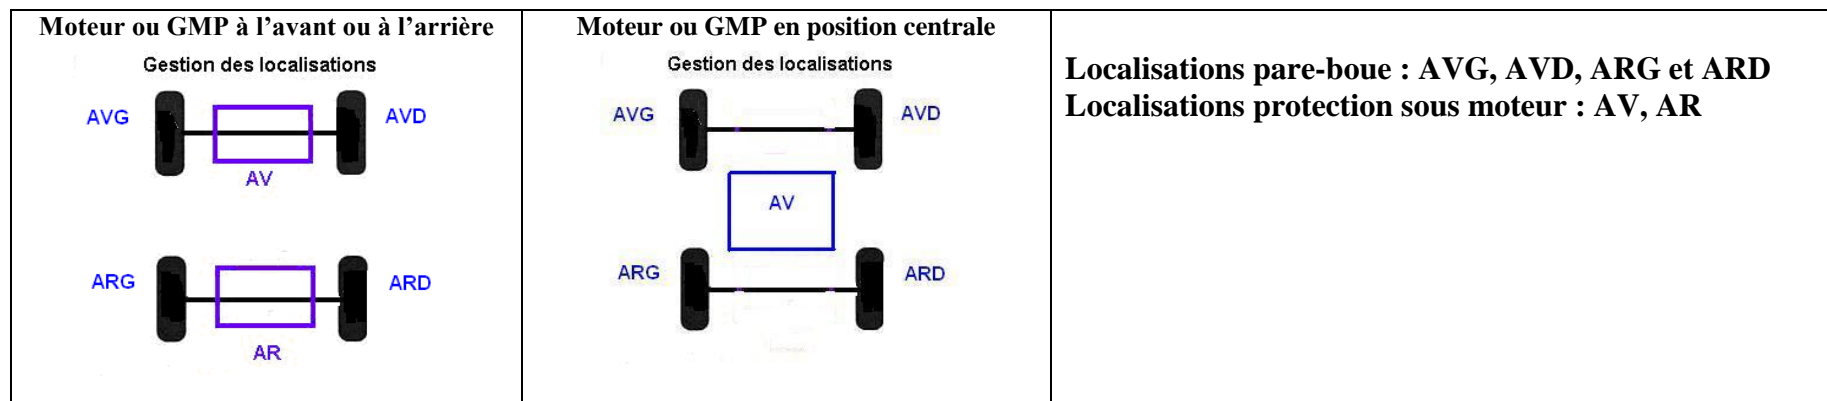 Moteur ou GMP à l’avant ou à l’arrière
Gestion des localisations
AVG
AVD
AV
ARG
ARD
AR
Moteur ou GMP en position centrale
Gestion des localisations
AVG
AVD
AV
ARG
ARD
Localisations pare-boue : AVG, AVD, ARG et ARD
Localisations protection sous moteur : AV, AR